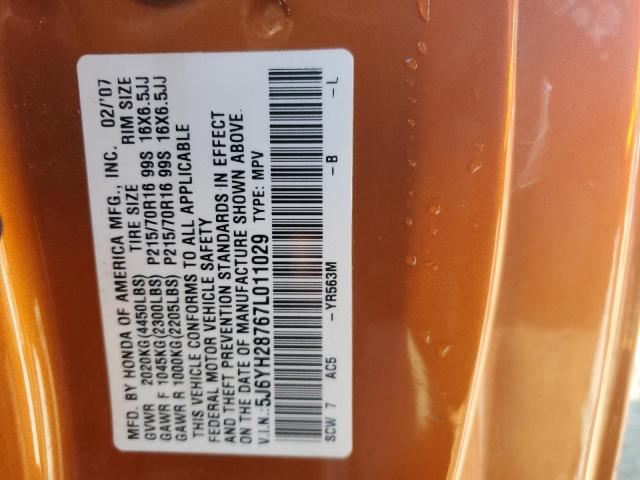 MFD. BY HONDA OF AMERICA MFG., INC. 02/'07
TIRE SIZE RIM SIZE
GVWR 2020KG(4450LBS) P215/70R16 99S 16X6.5JJ
GAWR F 1045KG(2300LBS) P215/70R16 99S 16X6.5JJ
GAWR R 1000KG(2205LBS)
THIS VEHICLE CONFORMS TO ALL APPLICABLE
FEDERAL MOTOR VEHICLE SAFETY
AND THEFT PREVENTION STANDARDS IN EFFECT
ON THE DATE OF MANUFACTURE SHOWN ABOVE.
V.I.N.:5J6YH28767L011029 TYPE: MPV
SCW 7 AC5 -YR563M -B -L